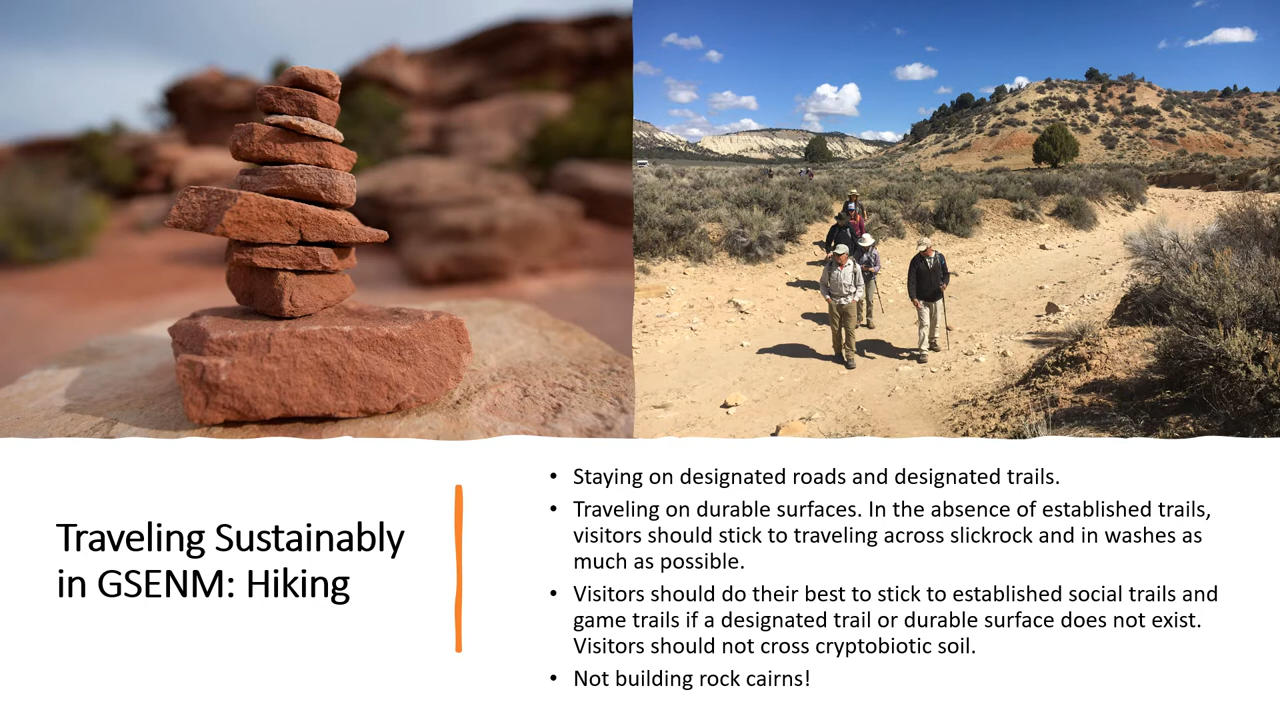 Traveling Sustainably
in GSENM: Hiking
• Staying on designated roads and designated trails.
• Traveling on durable surfaces. In the absence of established trails,
visitors should stick to traveling across slickrock and in washes as
much as possible.
• Visitors should do their best to stick to established social trails and
game trails if a designated trail or durable surface does not exist.
Visitors should not cross cryptobiotic soil.
• Not building rock cairns!